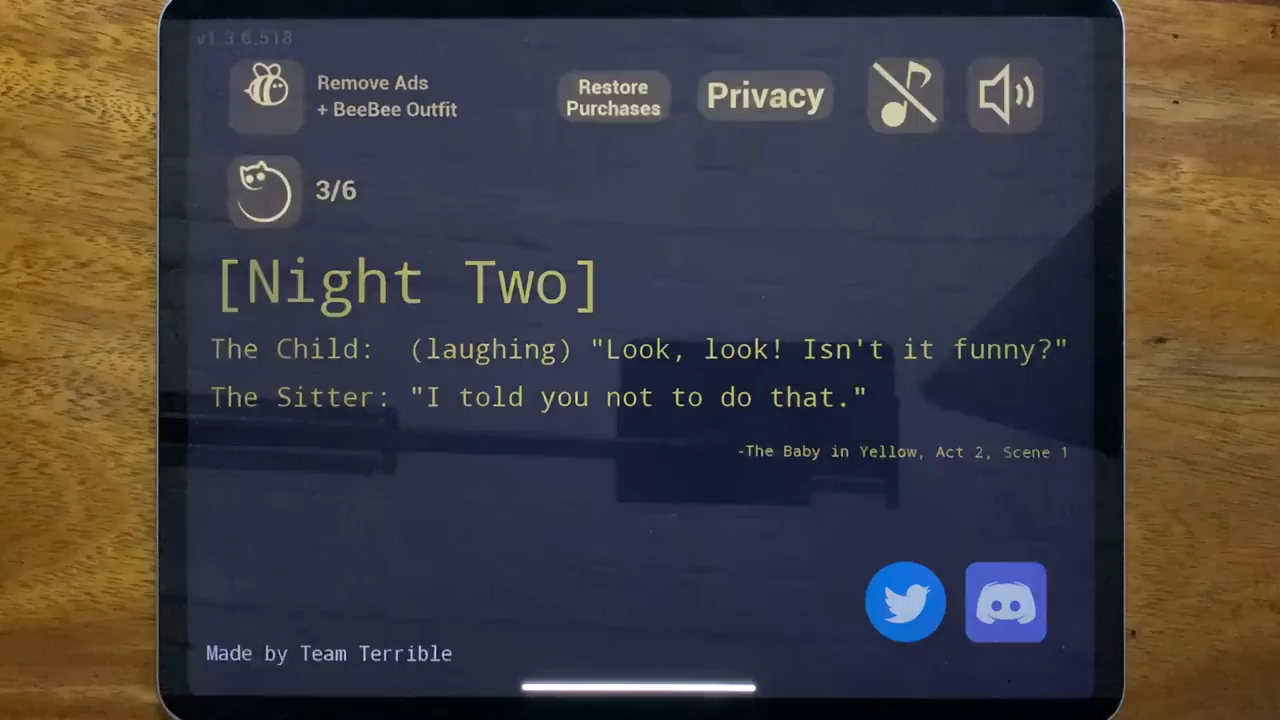 v1.3.6.518
Remove Ads
+ BeeBee Outfit
Restore
Purchases
Privacy
3/6
[Night Two]
The Child: (laughing) "Look, look! Isn't it funny?"
The Sitter: "I told you not to do that."
-The Baby in Yellow, Act 2, Scene 1
Made by Team Terrible